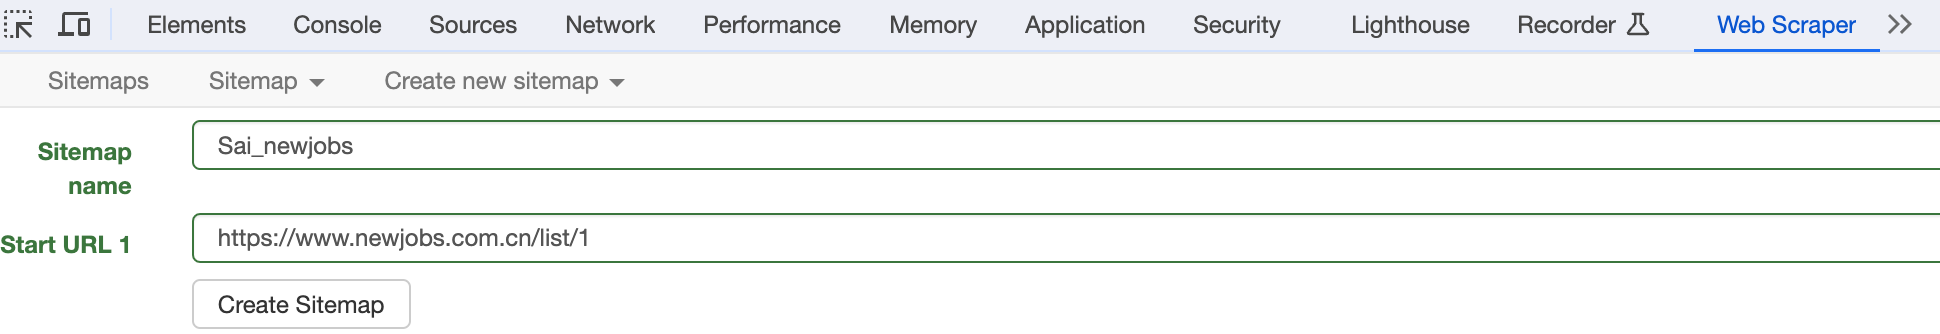 Elements Console Sources Network Performance Memory Application Security Lighthouse Recorder Web Scraper
Sitemaps Sitemap Create new sitemap
Sitemap name Sai_newjobs
Start URL 1 https://www.newjobs.com.cn/list/1
Create Sitemap